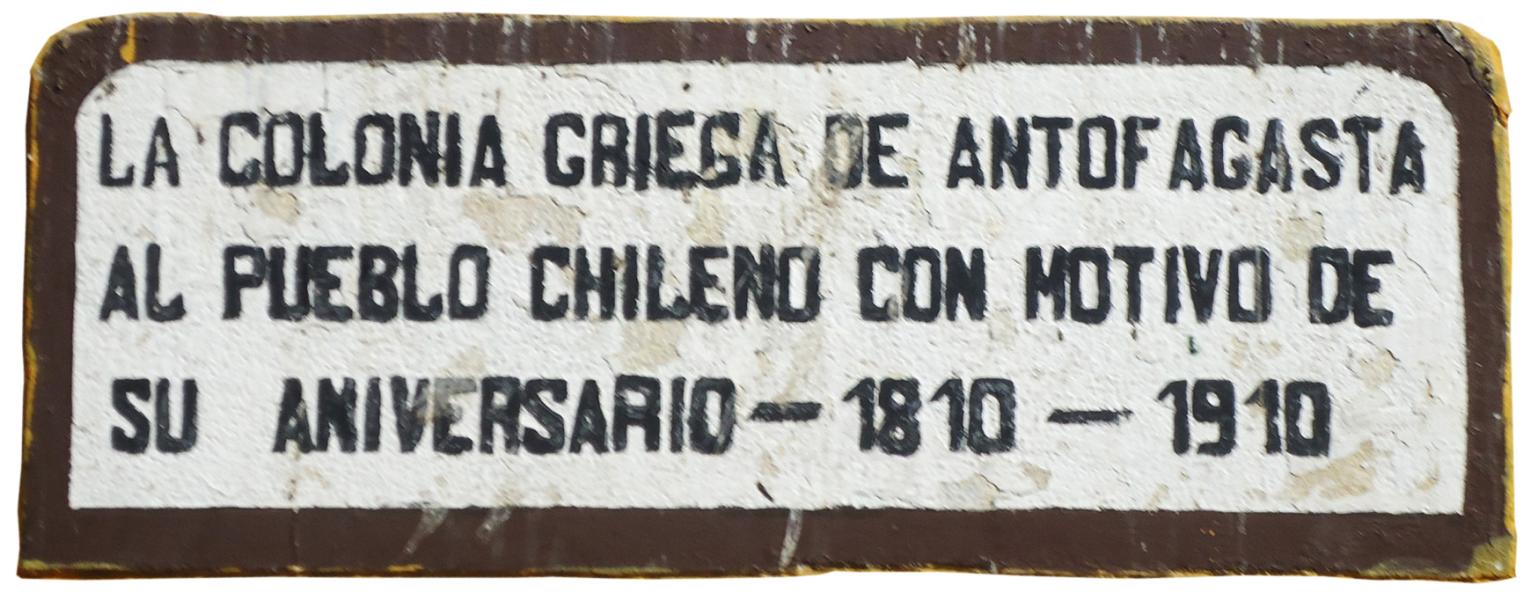 LA COLONIA GRIEGA DE ANTOFAGASTA
AL PUEBLO CHILENO CON MOTIVO DE
SU ANIVERSARIO — 1810 — 1910